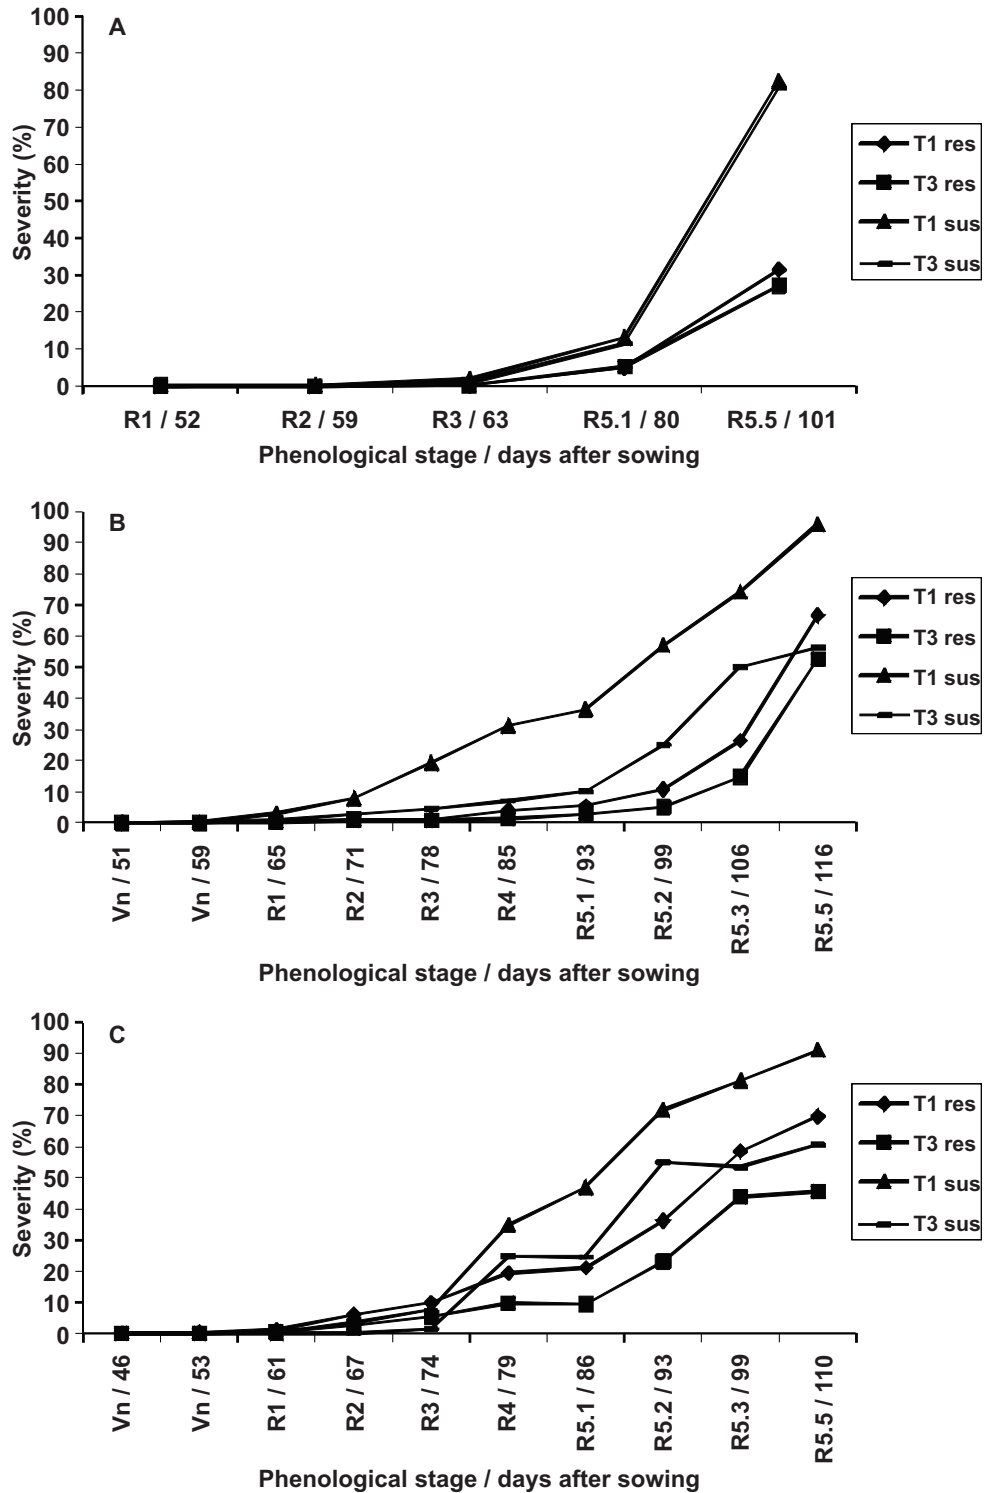 A
100
90
80
70
60
50
40
30
20
10
0
Severity (%)
R1 / 52 R2 / 59 R3 / 63 R5.1 / 80 R5.5 / 101
Phenological stage / days after sowing
T1 res
T3 res
T1 sus
T3 sus
B
100
90
80
70
60
50
40
30
20
10
0
Severity (%)
Vn / 51
Vn / 59
R1 / 65
R2 / 71
R3 / 78
R4 / 85
R5.1 / 93
R5.2 / 99
R5.3 / 106
R5.5 / 116
Phenological stage / days after sowing
T1 res
T3 res
T1 sus
T3 sus
C
100
90
80
70
60
50
40
30
20
10
0
Severity (%)
Vn / 46
Vn / 53
R1 / 61
R2 / 67
R3 / 74
R4 / 79
R5.1 / 86
R5.2 / 93
R5.3 / 99
R5.5 / 110
Phenological stage / days after sowing
T1 res
T3 res
T1 sus
T3 sus